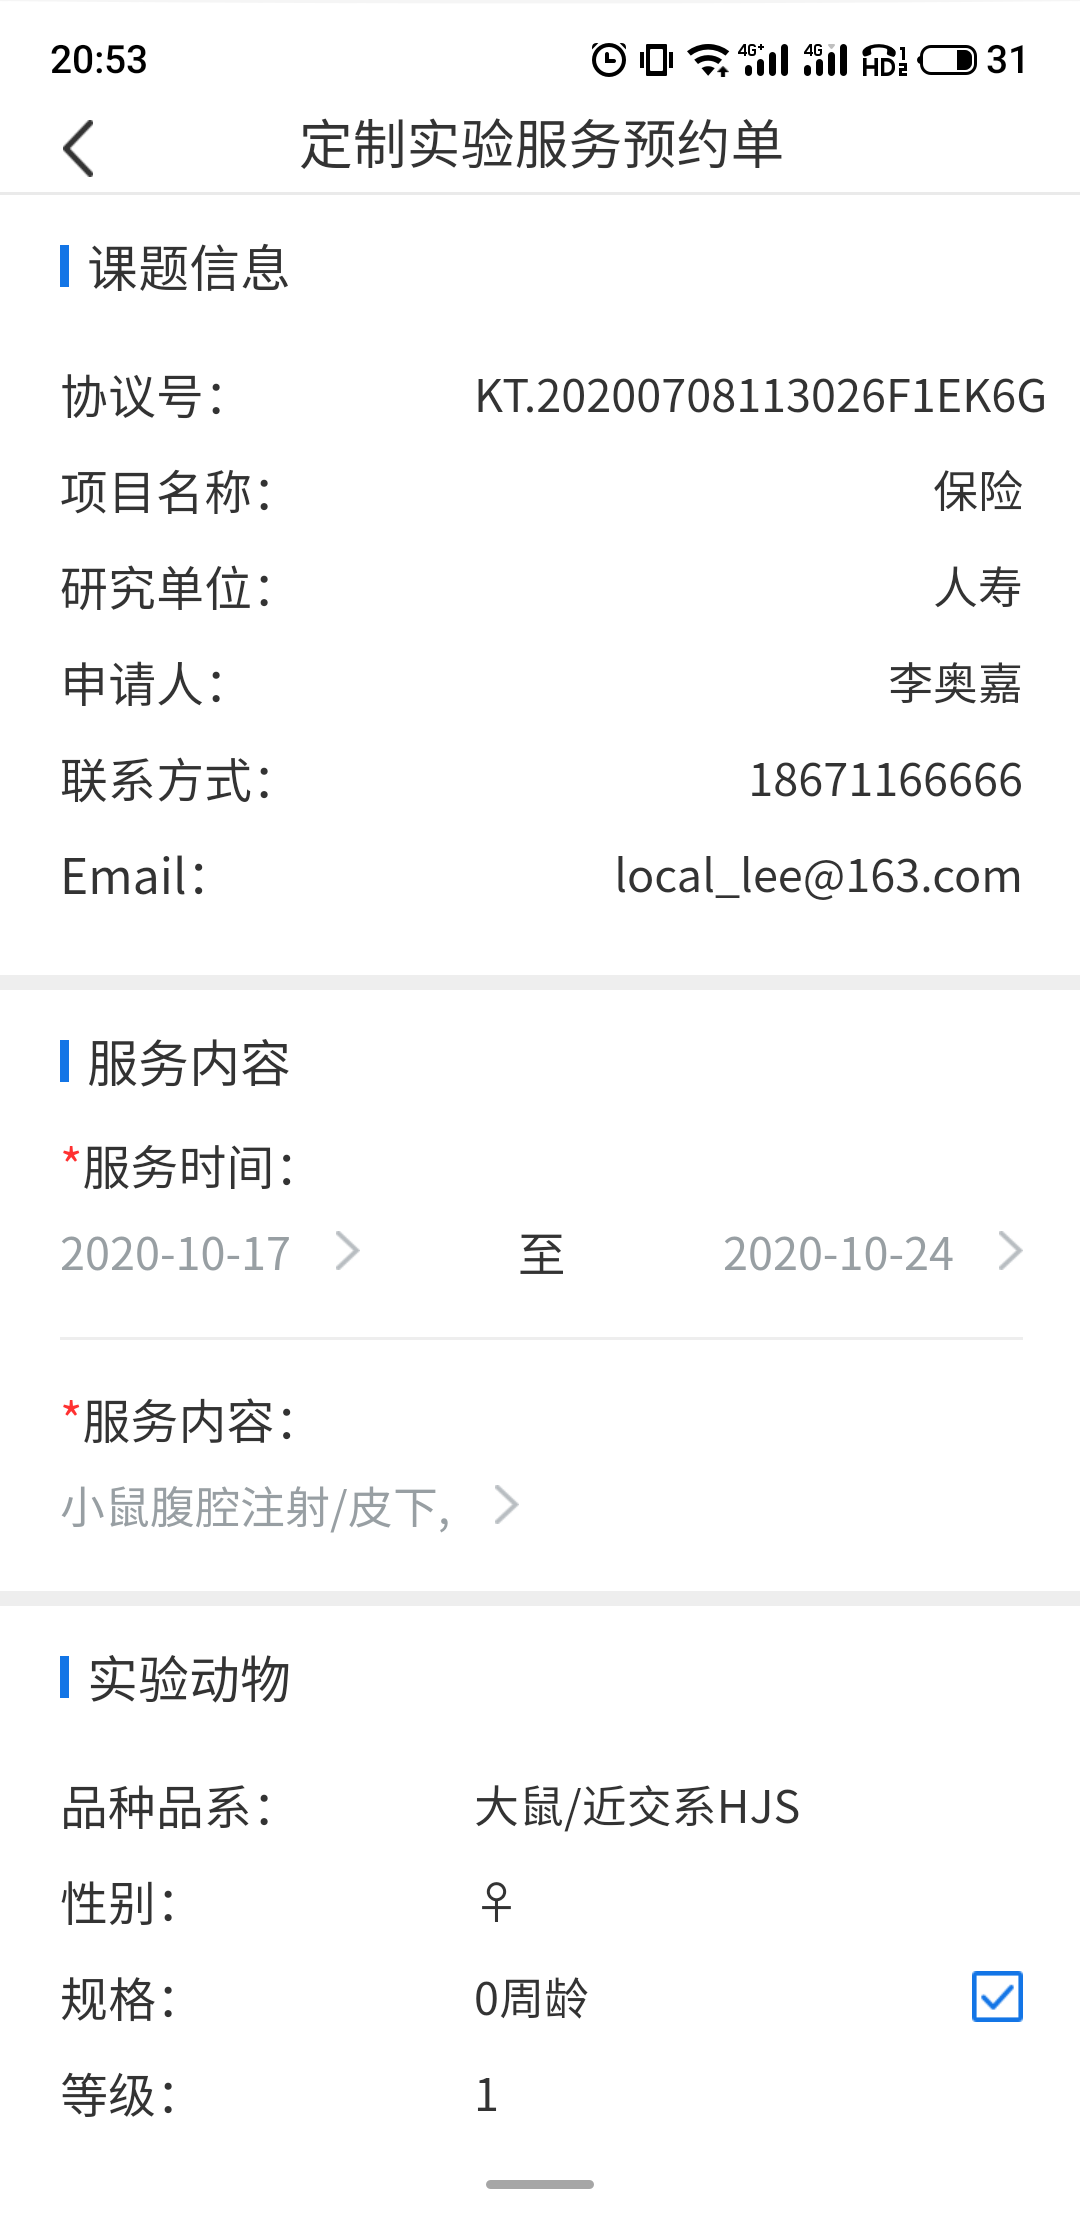 20:53
4G+ 4G HD 1 2 31
定制实验服务预约单
课题信息
协议号： KT.20200708113026F1EK6G
项目名称： 保险
研究单位： 人寿
申请人： 李奥嘉
联系方式： 18671166666
Email： local_lee@163.com
服务内容
*服务时间：
2020-10-17 至 2020-10-24
*服务内容：
小鼠腹腔注射/皮下,
实验动物
品种品系： 大鼠/近交系HJS
性别： ♀
规格： 0周龄
等级： 1